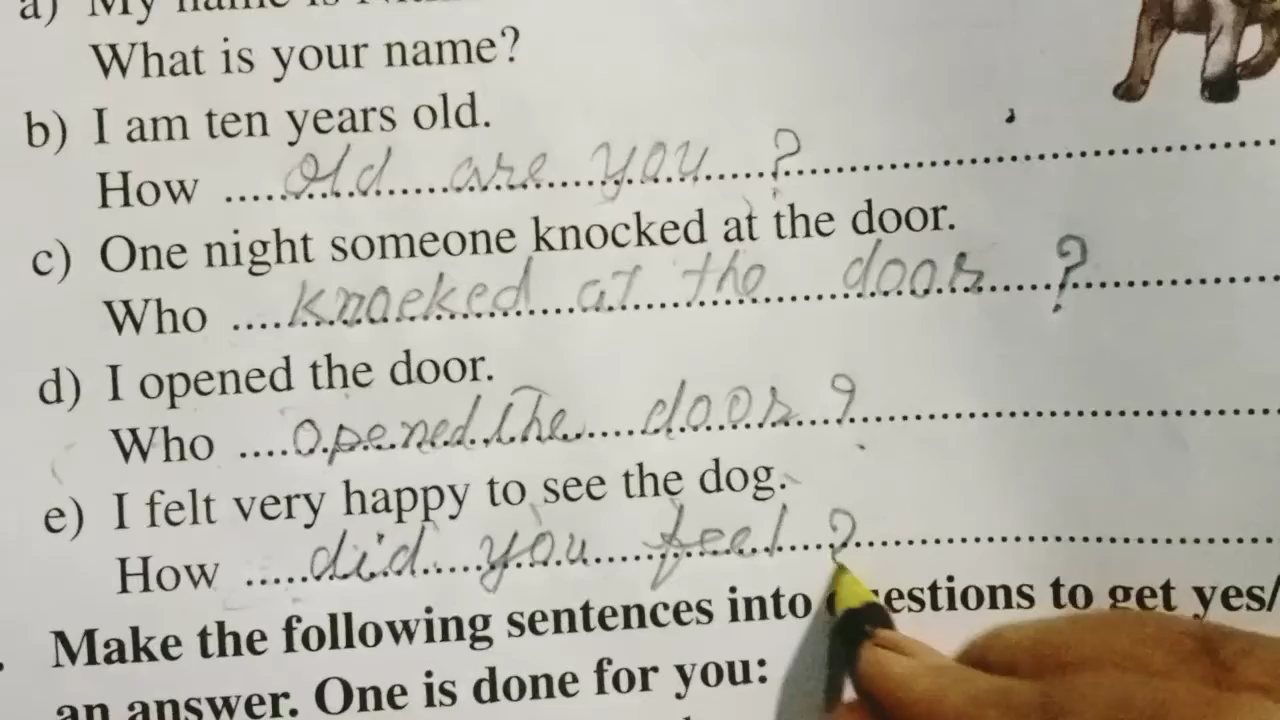 a) My name is
What is your name?
b) I am ten years old.
How ....old are you ?....
c) One night someone knocked at the door.
Who ....knocked at the door ?....
d) I opened the door.
Who ....opened the door ?....
e) I felt very happy to see the dog.
How ....did you feel ?....
Make the following sentences into to get yes/
an answer. One is done for you: